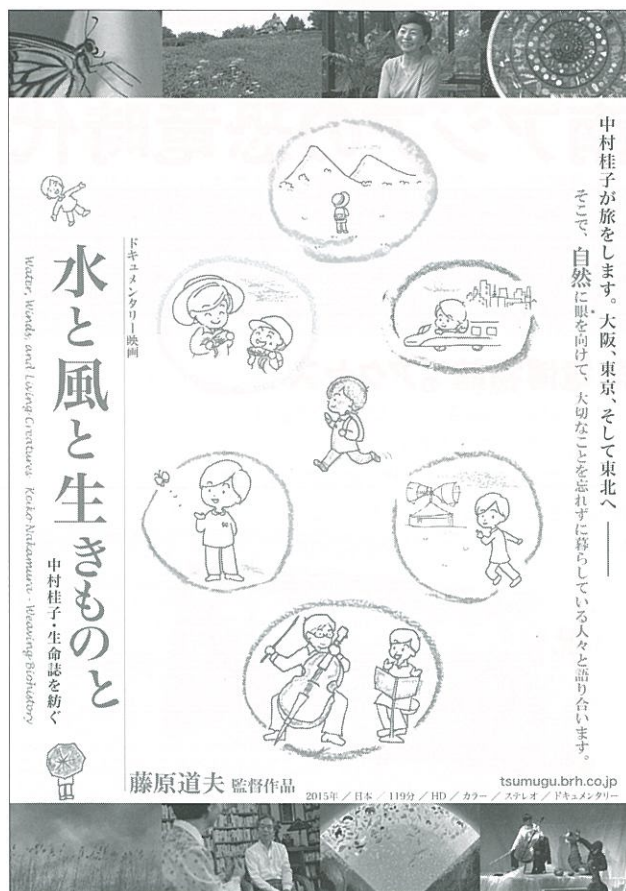 中村桂子が旅をします。大阪、東京、そして東北へ ───
そこで、自然に眼を向けて、大切なことを忘れずに暮らしている人々と語り合います。
ドキュメンタリー映画
水と風と生きものと
中村桂子・生命誌を紡ぐ
Water, Winds, and Living Creatures Keiko Nakamura - Weaving Biohistory
藤原道夫 監督作品
tsumugu.brh.co.jp
2015年 / 日本 / 119分 / HD / カラー / ステレオ / ドキュメンタリー